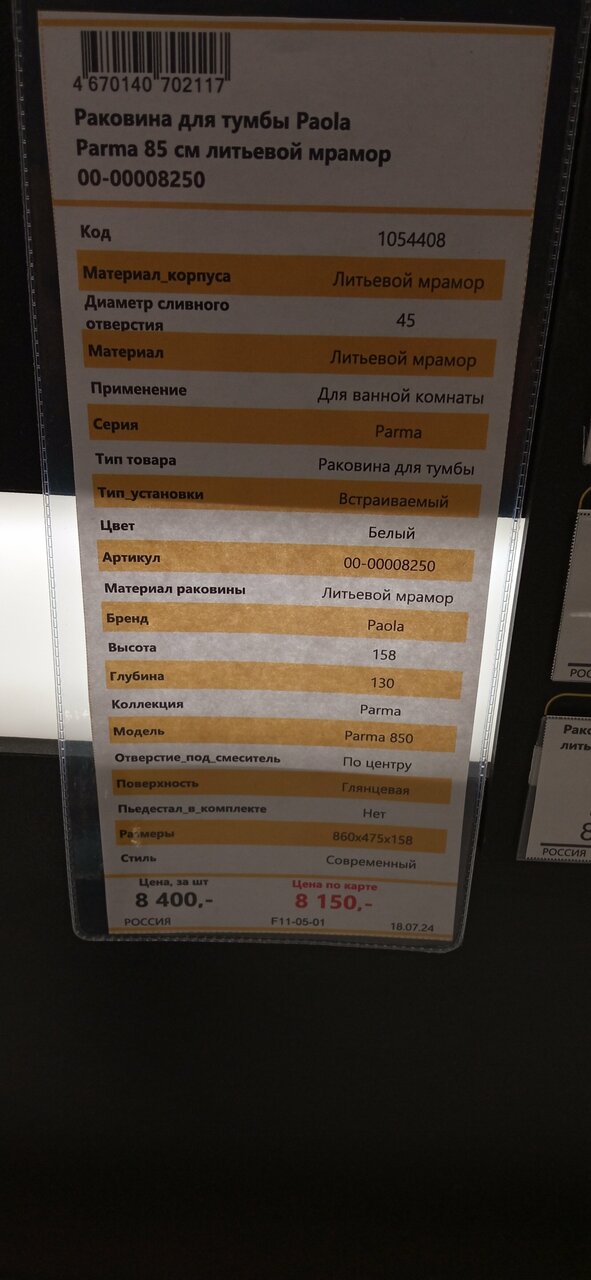 4 670140 702117
Раковина для тумбы Paola
Parma 85 см литьевой мрамор
00-00008250
Код 1054408
Материал_корпуса Литьевой мрамор
Диаметр сливного
отверстия 45
Материал Литьевой мрамор
Применение Для ванной комнаты
Серия Parma
Тип товара Раковина для тумбы
Тип_установки Встраиваемый
Цвет Белый
Артикул 00-00008250
Материал раковины Литьевой мрамор
Бренд Paola
Высота 158
Глубина 130
Коллекция Parma
Модель Parma 850
Отверстие_под_смеситель По центру
Поверхность Глянцевая
Пьедестал_в_комплекте Нет
Размеры 860х475х158
Стиль Современный
Цена, за шт Цена по карте
8 400,- 8 150,-
РОССИЯ F11-05-01 18.07.24
РОССИЯ